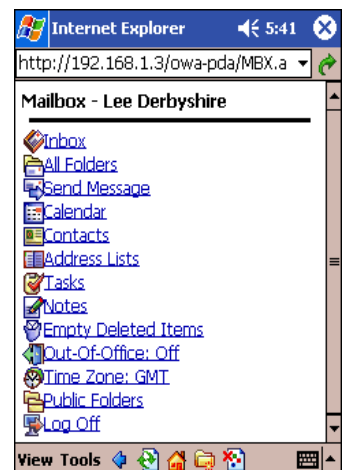 Internet Explorer 5:41
http://192.168.1.3/owa-pda/MBX.a
Mailbox - Lee Derbyshire
Inbox
All Folders
Send Message
Calendar
Contacts
Address Lists
Tasks
Notes
Empty Deleted Items
Out-Of-Office: Off
Time Zone: GMT
Public Folders
Log Off
View Tools